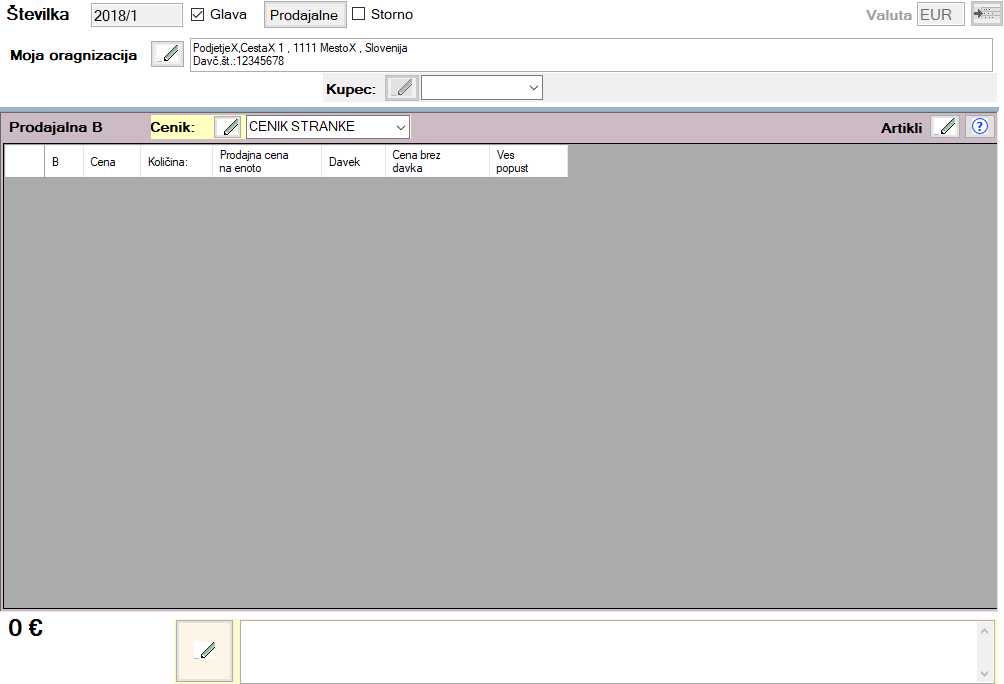 Številka 2018/1 Glava Prodajalne Storno Valuta EUR
Moja oragnizacija PodjetjeX,CestaX 1 , 1111 MestoX , Slovenija
Davč.št.:12345678
Kupec:
Prodajalna B Cenik: CENIK STRANKE Artikli ?
B Cena Količina: Prodajna cena na enoto Davek Cena brez davka Ves popust
0 €